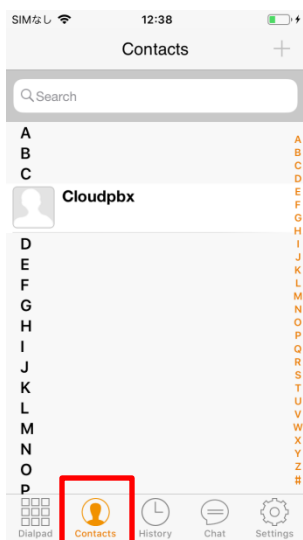 SIMなし 12:38
Contacts +
Search
A
B
C
Cloudpbx
D
E
F
G
H
I
J
K
L
M
N
O
P
A
B
C
D
E
F
G
H
I
J
K
L
M
N
O
P
Q
R
S
T
U
V
W
X
Y
Z
#
Dialpad Contacts History Chat Settings